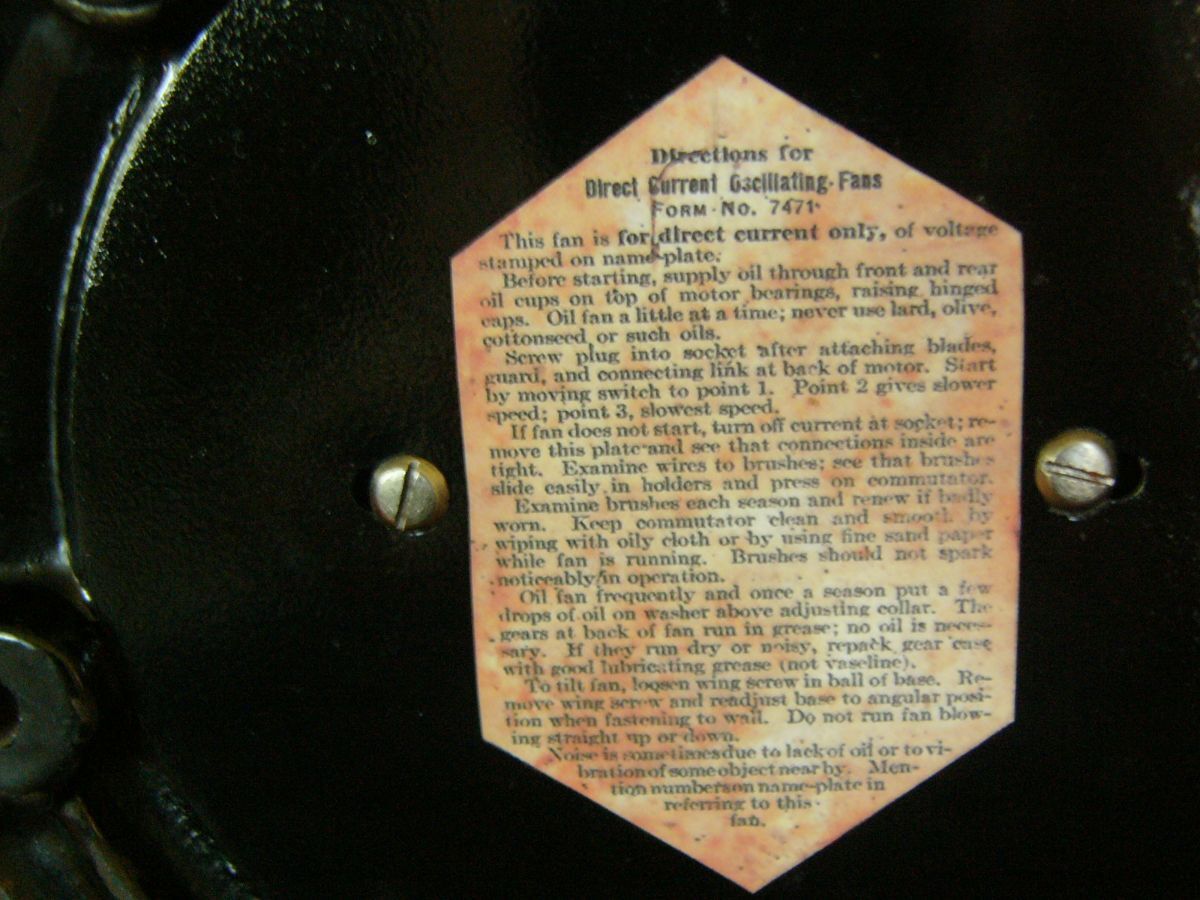 Directions for
Direct Current Oscillating Fans
FORM No. 7471
This fan is for direct current only, of voltage
stamped on name-plate.
Before starting, supply oil through front and rear
oil cups on top of motor bearings, raising hinged
caps. Oil fan a little at a time; never use lard, olive,
cottonseed or such oils.
Screw plug into socket after attaching blades,
guard, and connecting link at back of motor. Start
by moving switch to point 1. Point 2 gives slower
speed; point 3, slowest speed.
If fan does not start, turn off current at socket; re-
move this plate and see that connections inside are
tight. Examine wires to brushes; see that brushes
slide easily in holders and press on commutator.
Examine brushes each season and renew if badly
worn. Keep commutator clean and smooth by
wiping with oily cloth or by using fine sand paper
while fan is running. Brushes should not spark
noticeably in operation.
Oil fan frequently and once a season put a few
drops of oil on washer above adjusting collar. The
gears at back of fan run in grease; no oil is neces-
sary. If they run dry or noisy, repack gear case
with good lubricating grease (not vaseline).
To tilt fan, loosen wing screw in ball of base. Re-
move wing screw and readjust base to angular posi-
tion when fastening to wall. Do not run fan blow-
ing straight up or down.
Noise is sometimes due to lack of oil or to vi-
bration of some object near by. Men-
tion numbers on name-plate in
referring to this
fan.